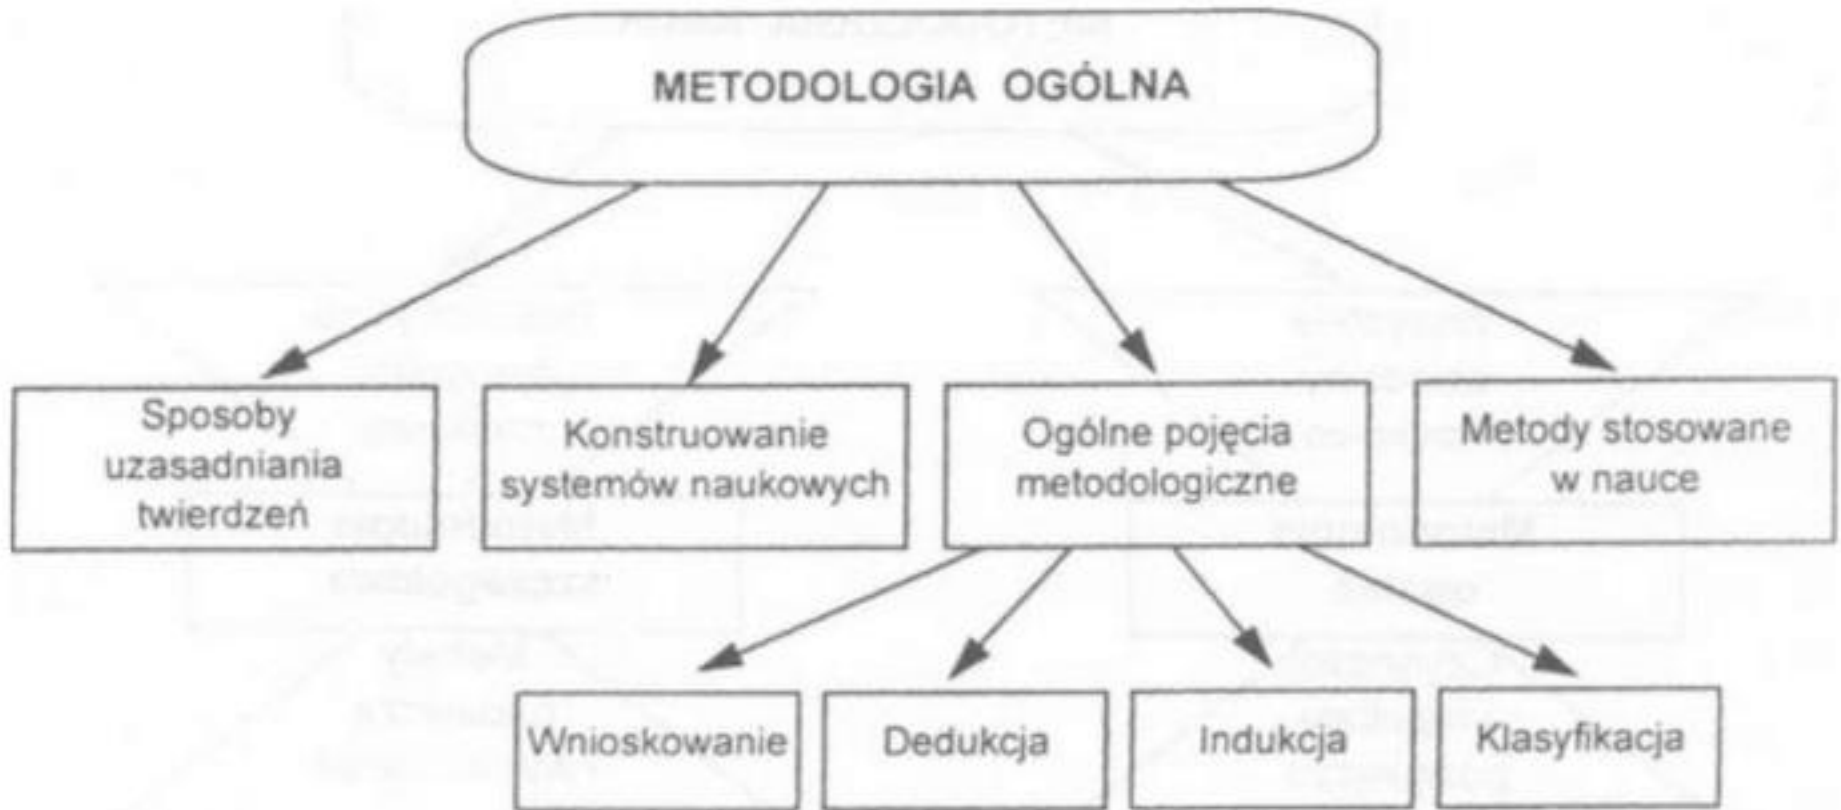 METODOLOGIA OGÓLNA
Sposoby
uzasadniania
twierdzeń
Konstruowanie
systemów naukowych
Ogólne pojęcia
metodologiczne
Metody stosowane
w nauce
Wnioskowanie
Dedukcja
Indukcja
Klasyfikacja